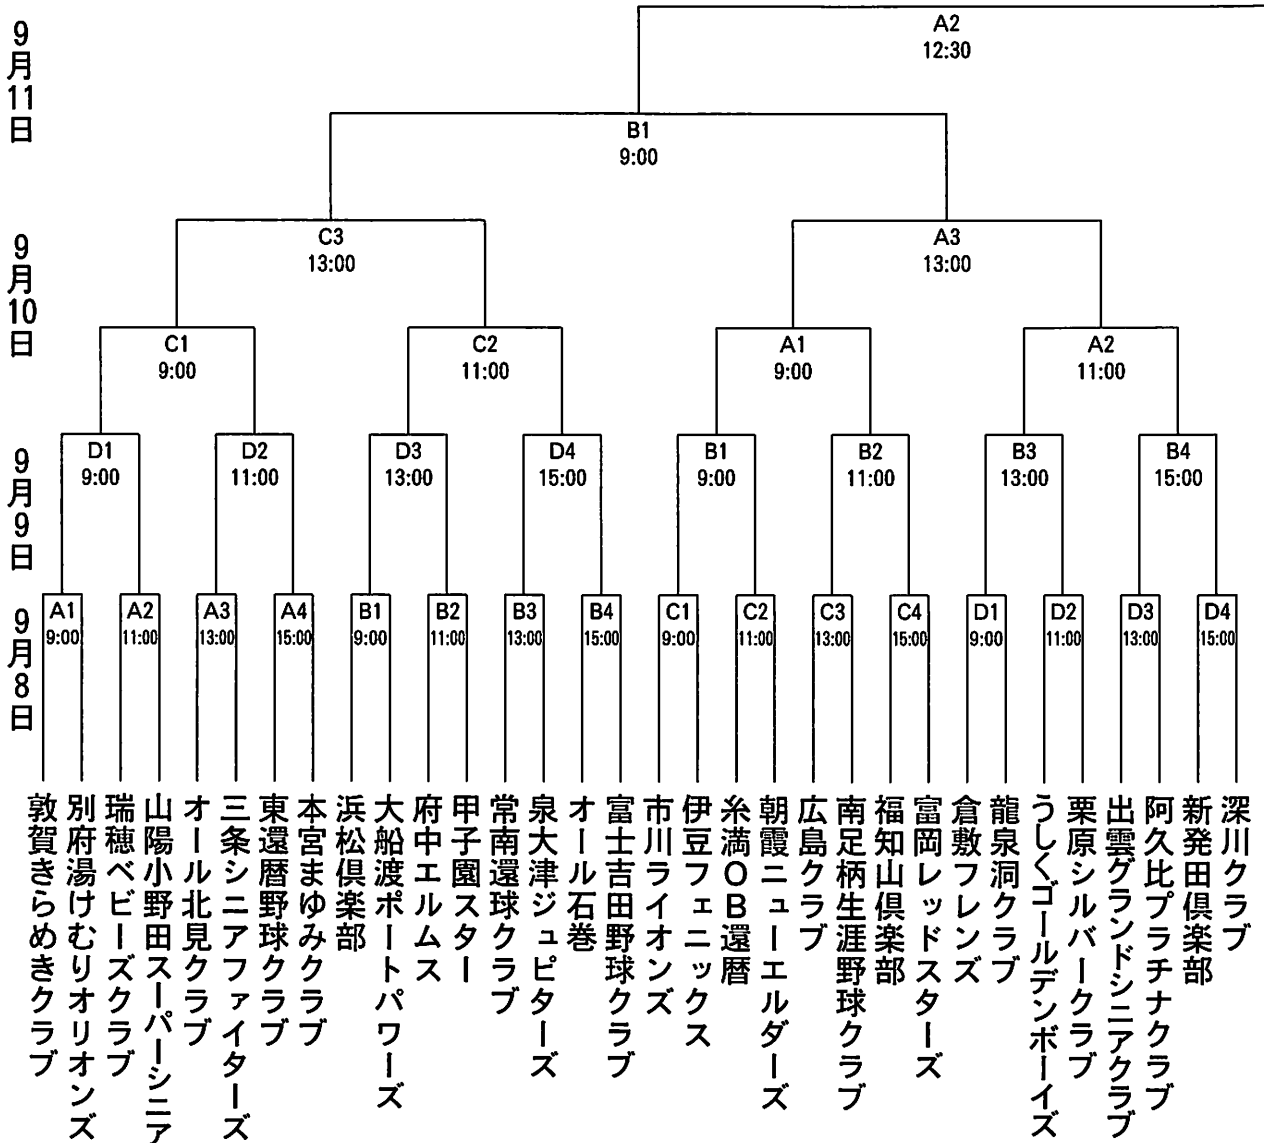 9月11日
A2
12:30
B1
9:00
9月10日
C3
13:00
A3
13:00
C1
9:00
C2
11:00
A1
9:00
A2
11:00
9月9日
D1
9:00
D2
11:00
D3
13:00
D4
15:00
B1
9:00
B2
11:00
B3
13:00
B4
15:00
9月8日
A1
9:00
A2
11:00
A3
13:00
A4
15:00
B1
9:00
B2
11:00
B3
13:00
B4
15:00
C1
9:00
C2
11:00
C3
13:00
C4
15:00
D1
9:00
D2
11:00
D3
13:00
D4
15:00
敦賀きらめきクラブ
別府湯けむりオリオンズ
瑞穂ベビーズクラブ
山陽小野田スーパーシニア
オール北見クラブ
三条シニアファイターズ
東還暦野球クラブ
本宮まゆみクラブ
浜松倶楽部
大船渡ポートパワーズ
府中エルムス
甲子園スター
常南還球クラブ
泉大津ジュピターズ
オール石巻
富士吉田野球クラブ
市川ライオンズ
伊豆フェニックス
糸満OB還暦
朝霞ニューエルダーズ
広島クラブ
南足柄生涯野球クラブ
福知山倶楽部
富岡レッドスターズ
倉敷フレンズ
龍泉洞クラブ
うしくゴールデンボーイズ
栗原シルバークラブ
出雲グランドシニアクラブ
阿久比プラチナクラブ
新発田倶楽部
深川クラブ